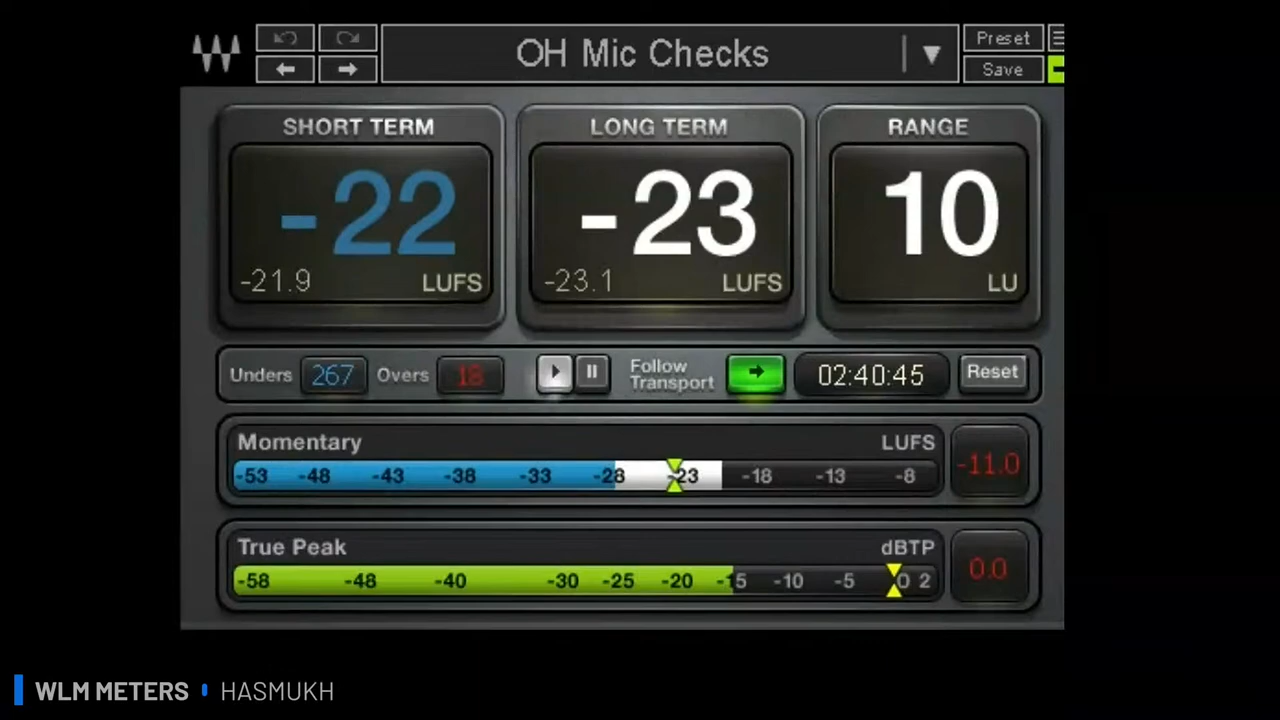 OH Mic Checks
Preset
Save
SHORT TERM
-22
-21.9 LUFS
LONG TERM
-23
-23.1 LUFS
RANGE
10
LU
Unders 267 Overs 18 Follow Transport 02:40:45 Reset
Momentary LUFS
-53 -48 -43 -38 -33 -28 -23 -18 -13 -8
-11.0
True Peak dBTP
-58 -48 -40 -30 -25 -20 -15 -10 -5 0 2
0.0
WLM METERS HASMUKH